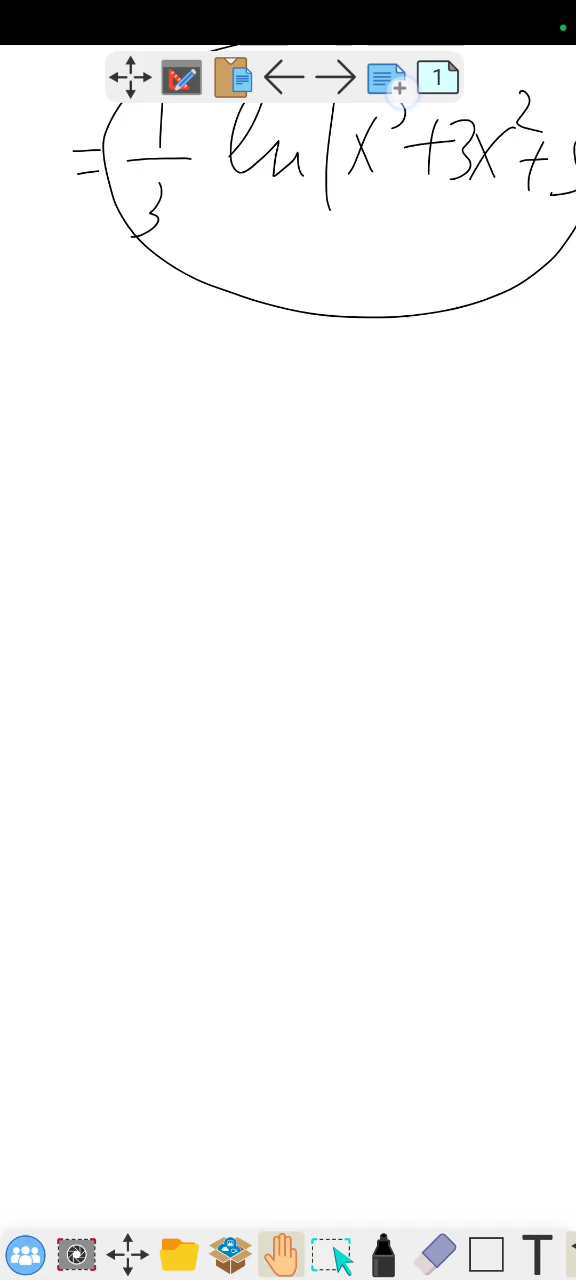 1
= 1/3 ln|x³+3x²+
T